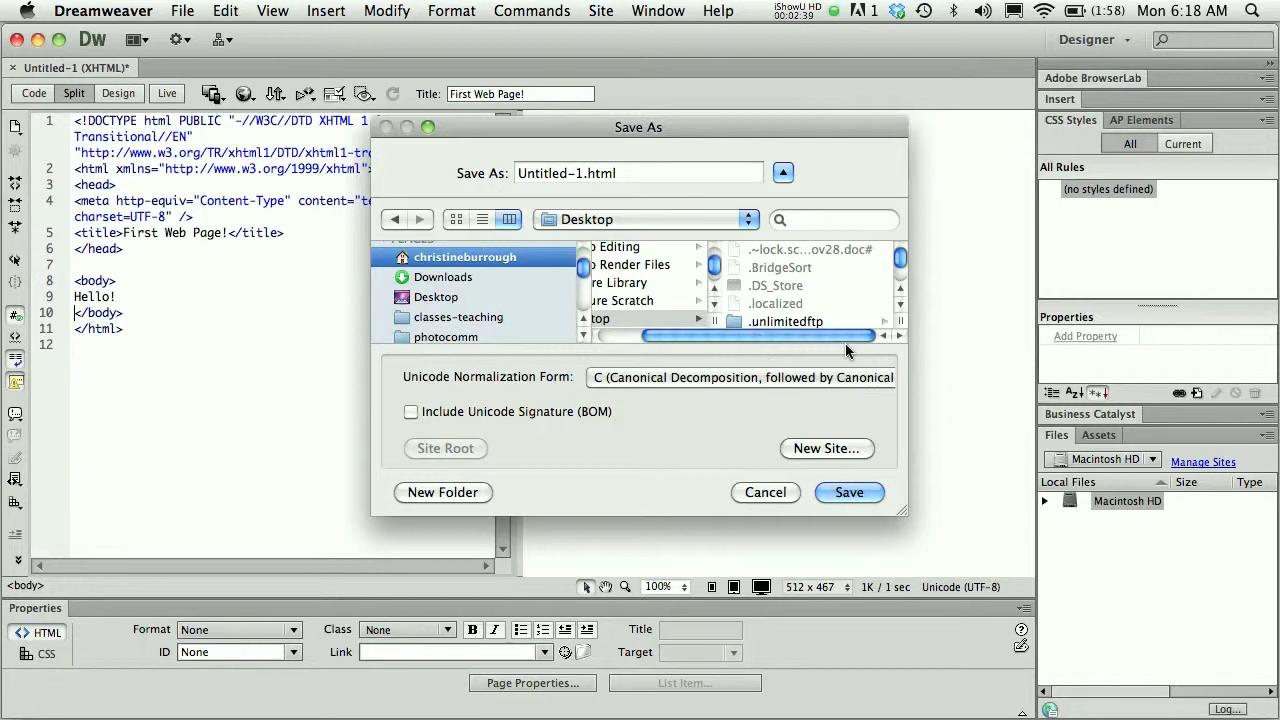 Dreamweaver File Edit View Insert Modify Format Commands Site Window Help iShowU HD 00:02:39 1 (1:58) Mon 6:18 AM
Dw Designer
Untitled-1 (XHTML)*
Code Split Design Live Title: First Web Page!
1 <!DOCTYPE html PUBLIC "-//W3C//DTD XHTML 1
Transitional//EN"
"http://www.w3.org/TR/xhtml1/DTD/xhtml1-tra
2 <html xmlns="http://www.w3.org/1999/xhtml">
3 <head>
4 <meta http-equiv="Content-Type" content="te
charset=UTF-8" />
5 <title>First Web Page!</title>
6 </head>
7
8 <body>
9 Hello!
10 </body>
11 </html>
12
Save As
Save As: Untitled-1.html
Desktop
PLACES
christineburrough
Downloads
Desktop
classes-teaching
photocomm
o Editing
o Render Files
re Library
ure Scratch
top
.~lock.sc...ov28.doc#
.BridgeSort
.DS_Store
.localized
.unlimitedftp
Unicode Normalization Form: C (Canonical Decomposition, followed by Canonical
Include Unicode Signature (BOM)
Site Root New Site...
New Folder Cancel Save
Adobe BrowserLab
Insert
CSS Styles AP Elements
All Current
All Rules
(no styles defined)
Properties
Add Property
Business Catalyst
Files Assets
Macintosh HD Manage Sites
Local Files Size Type
Macintosh HD
Log...
<body> 100% 512 x 467 1K / 1 sec Unicode (UTF-8)
Properties
HTML Format None Class None B I Title
CSS ID None Link Target
Page Properties... List Item...